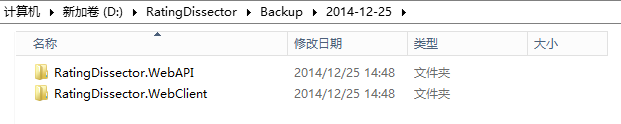 计算机 ▸ 新加卷 (D:) ▸ RatingDissector ▸ Backup ▸ 2014-12-25 ▸
名称 修改日期 类型 大小
RatingDissector.WebAPI 2014/12/25 14:48 文件夹
RatingDissector.WebClient 2014/12/25 14:48 文件夹